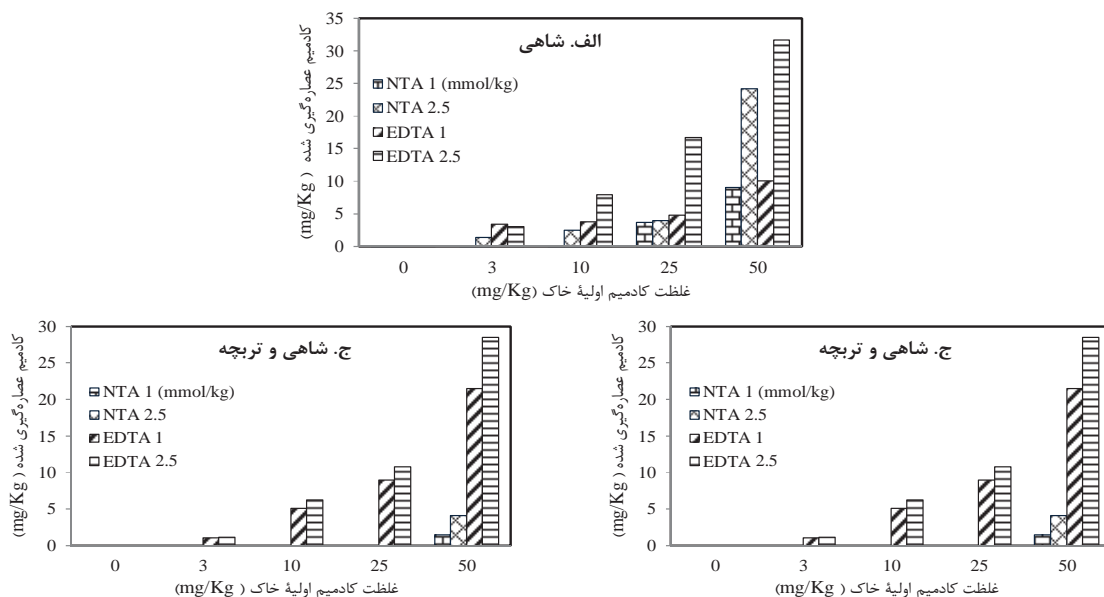 الف. شاهی
کادمیم عصاره‌گیری شده ( mg/Kg)
35
30
25
20
15
10
5
0
NTA 1 (mmol/kg)
NTA 2.5
EDTA 1
EDTA 2.5
0 3 10 25 50
غلظت کادمیم اولیۀ خاک (mg/Kg)
ج. شاهی و تربچه
کادمیم عصاره‌گیری شده ( mg/Kg)
30
25
20
15
10
5
0
NTA 1 (mmol/kg)
NTA 2.5
EDTA 1
EDTA 2.5
0 3 10 25 50
غلظت کادمیم اولیۀ خاک ( mg/Kg)
ج. شاهی و تربچه
کادمیم عصاره‌گیری شده ( mg/Kg)
30
25
20
15
10
5
0
NTA 1 (mmol/kg)
NTA 2.5
EDTA 1
EDTA 2.5
0 3 10 25 50
غلظت کادمیم اولیۀ خاک ( mg/Kg)